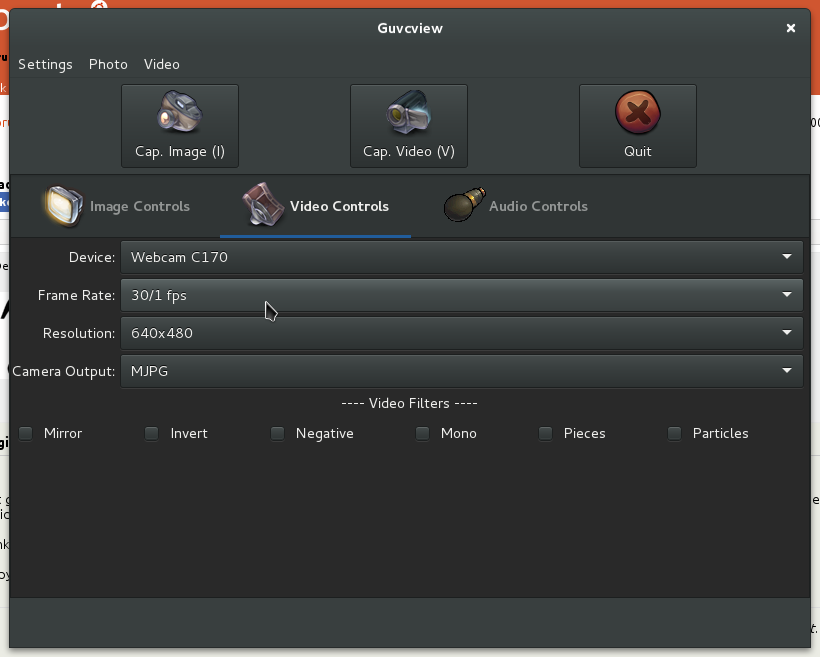 Guvcview
Settings Photo Video
Cap. Image (I) Cap. Video (V) Quit
Image Controls Video Controls Audio Controls
Device: Webcam C170
Frame Rate: 30/1 fps
Resolution: 640x480
Camera Output: MJPG
---- Video Filters ----
Mirror Invert Negative Mono Pieces Particles